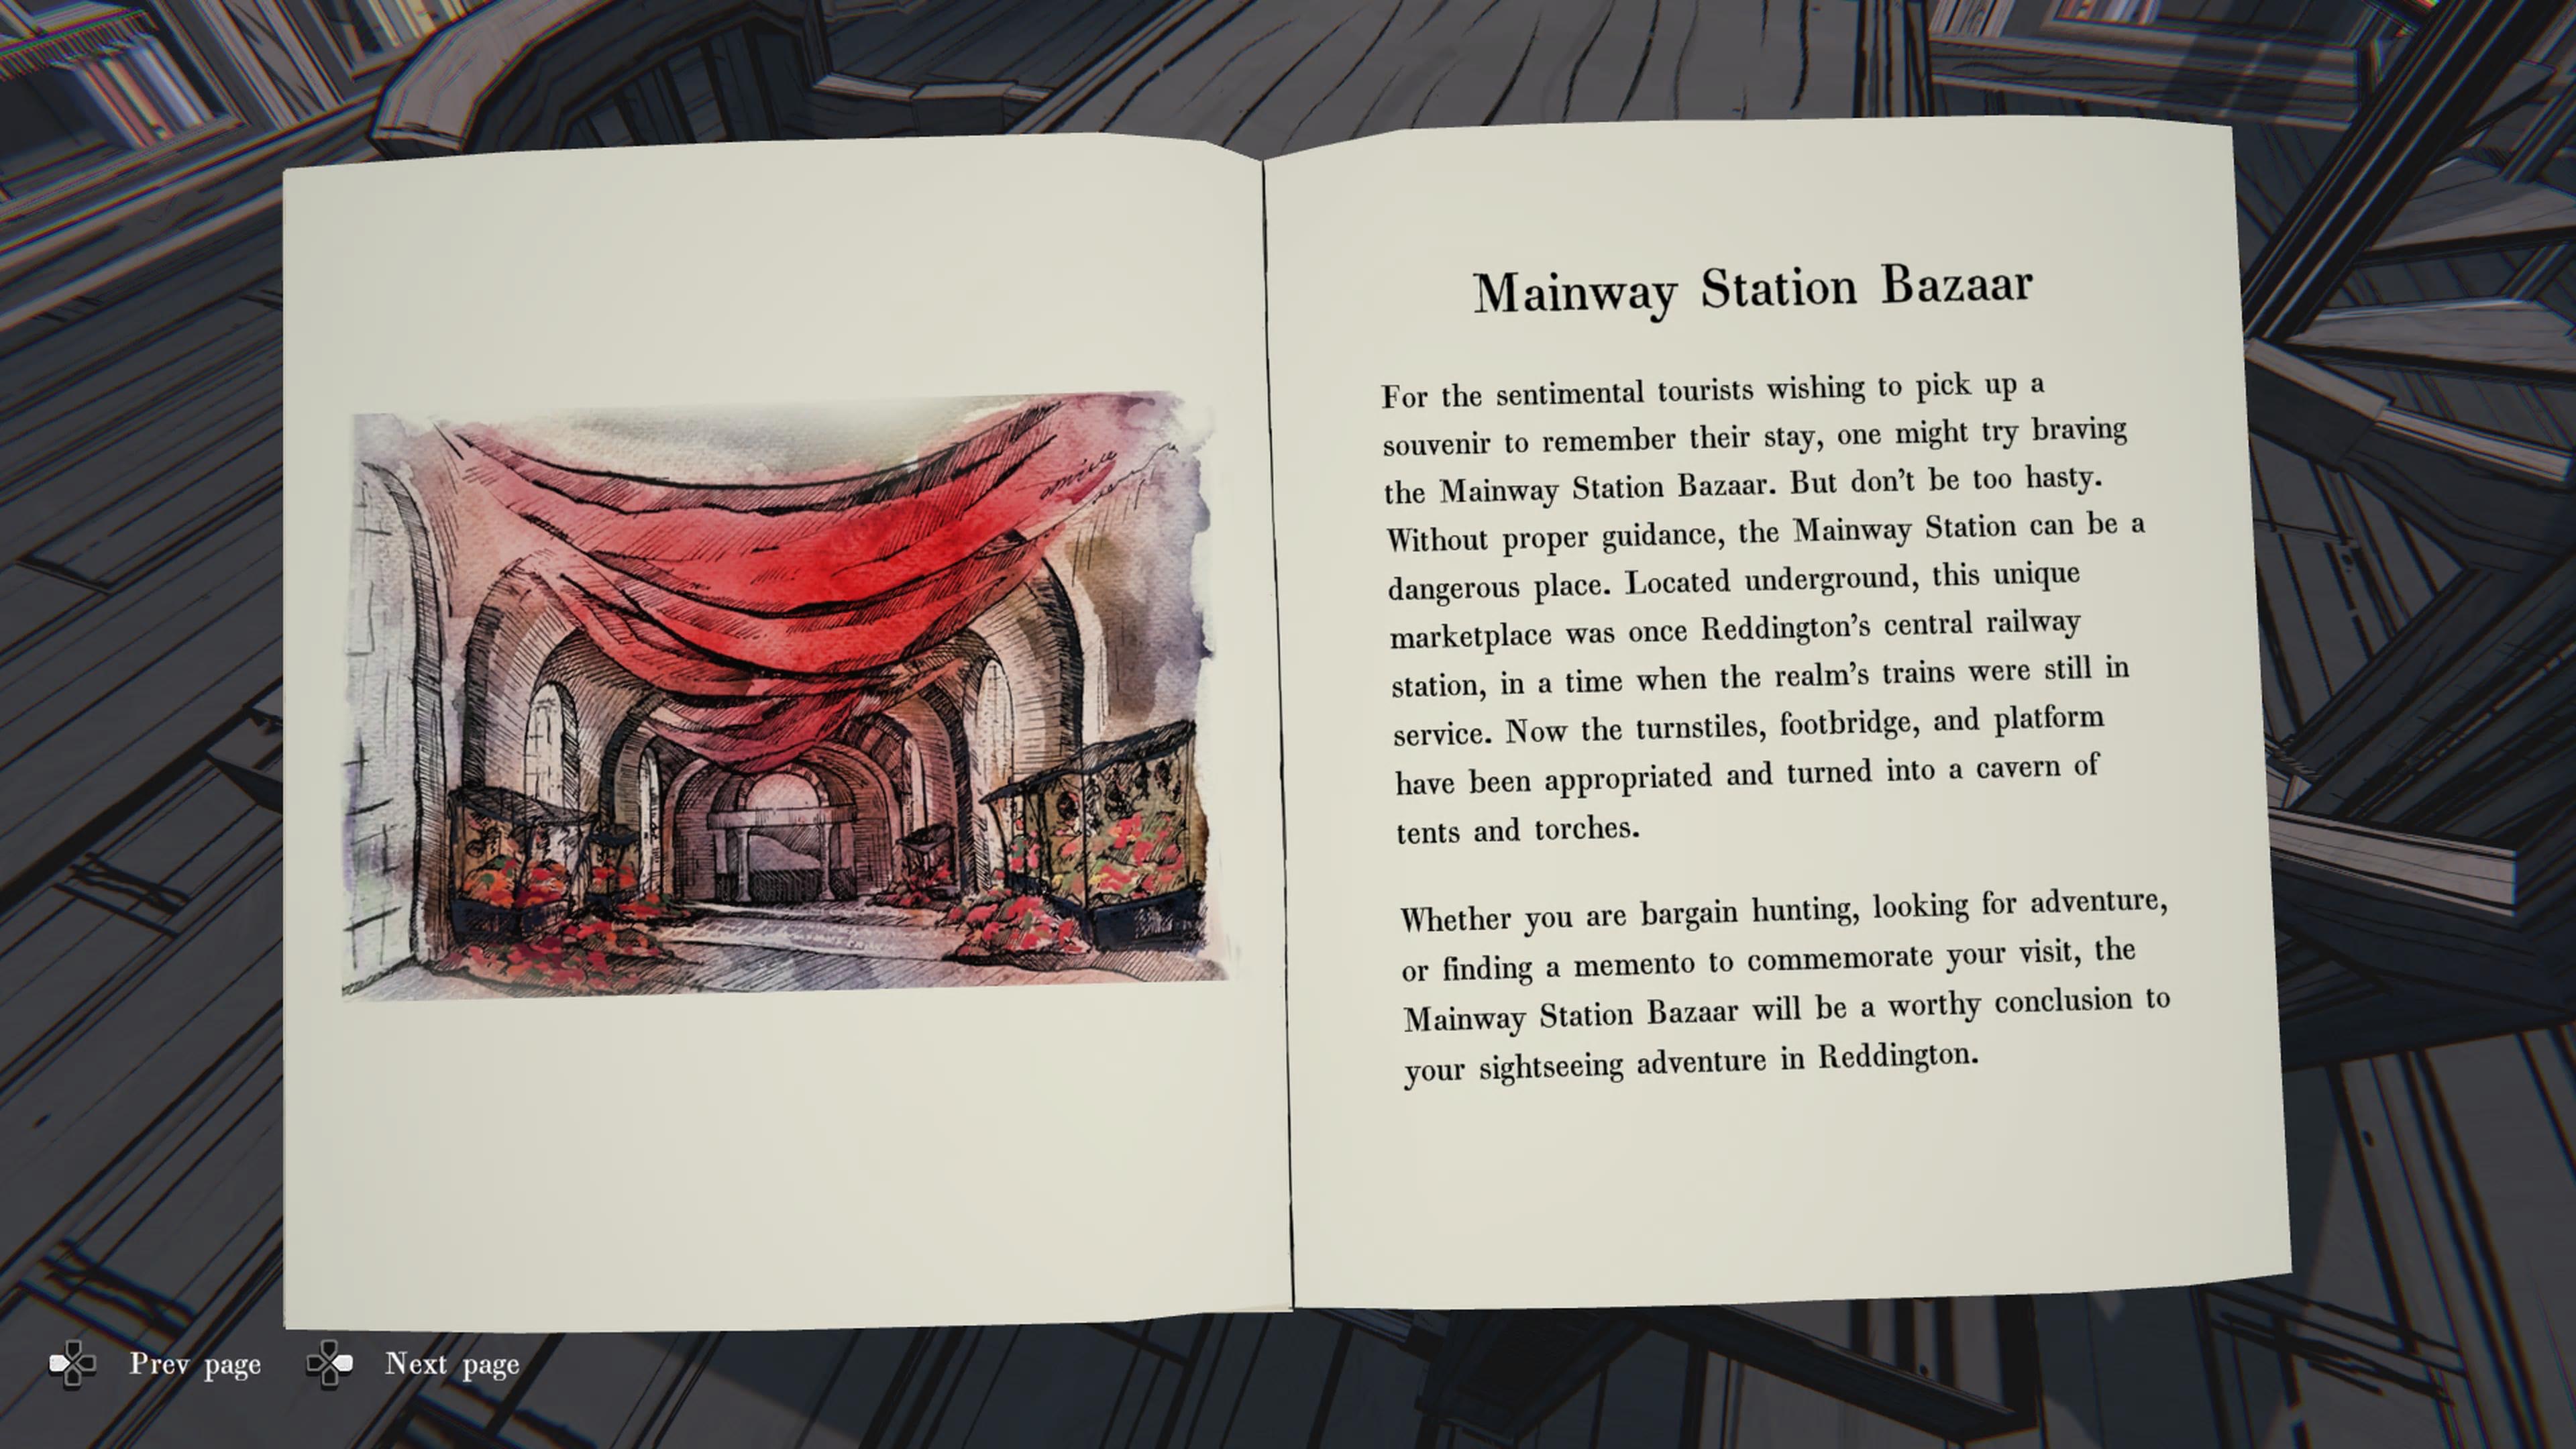 Mainway Station Bazaar
For the sentimental tourists wishing to pick up a
souvenir to remember their stay, one might try braving
the Mainway Station Bazaar. But don't be too hasty.
Without proper guidance, the Mainway Station can be a
dangerous place. Located underground, this unique
marketplace was once Reddington's central railway
station, in a time when the realm's trains were still in
service. Now the turnstiles, footbridge, and platform
have been appropriated and turned into a cavern of
tents and torches.
Whether you are bargain hunting, looking for adventure,
or finding a memento to commemorate your visit, the
Mainway Station Bazaar will be a worthy conclusion to
your sightseeing adventure in Reddington.
Prev page
Next page